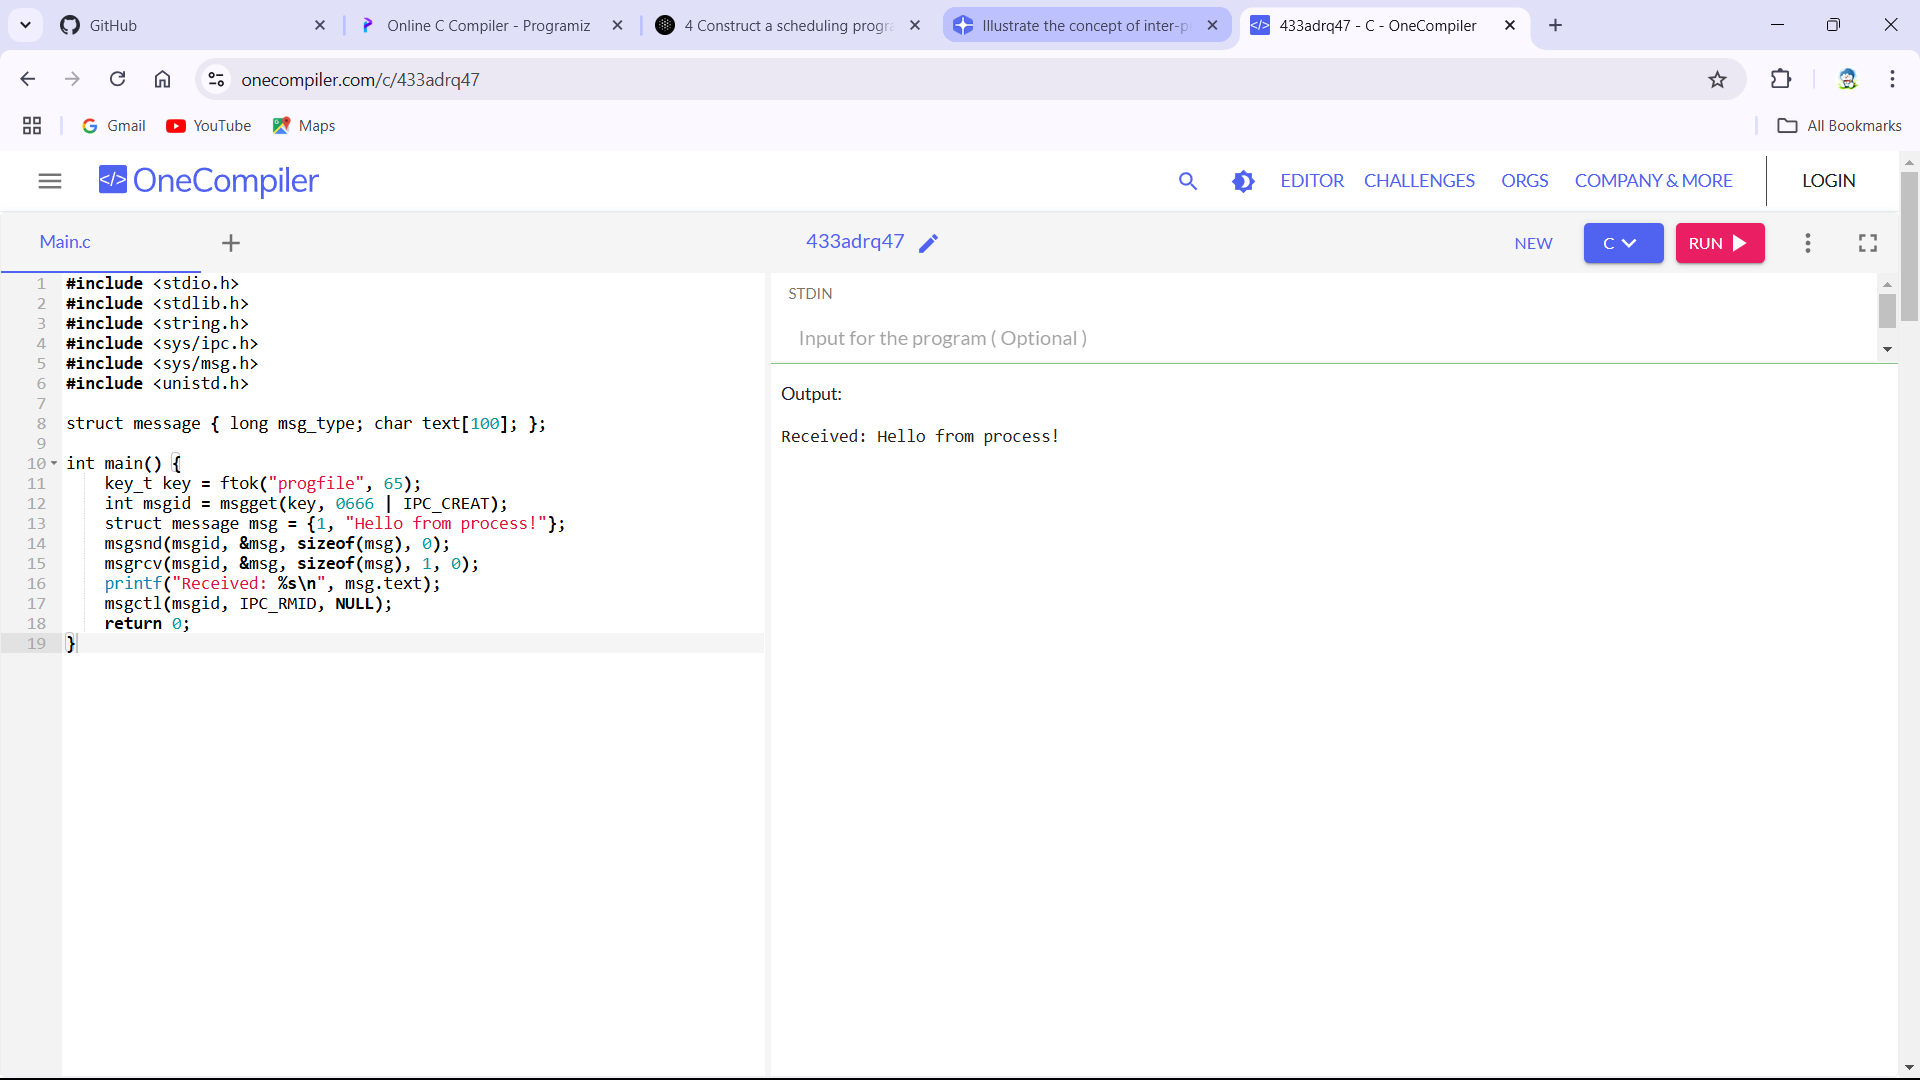 GitHub
Online C Compiler - Programiz
4 Construct a scheduling progra
Illustrate the concept of inter-p
433adrq47 - C - OneCompiler
onecompiler.com/c/433adrq47
Gmail
YouTube
Maps
All Bookmarks
</> OneCompiler
EDITOR
CHALLENGES
ORGS
COMPANY & MORE
LOGIN
Main.c
433adrq47
NEW
C
RUN
1 #include <stdio.h>
2 #include <stdlib.h>
3 #include <string.h>
4 #include <sys/ipc.h>
5 #include <sys/msg.h>
6 #include <unistd.h>
7
8 struct message { long msg_type; char text[100]; };
9
10 int main() {
11     key_t key = ftok("progfile", 65);
12     int msgid = msgget(key, 0666 | IPC_CREAT);
13     struct message msg = {1, "Hello from process!"};
14     msgsnd(msgid, &msg, sizeof(msg), 0);
15     msgrcv(msgid, &msg, sizeof(msg), 1, 0);
16     printf("Received: %s\n", msg.text);
17     msgctl(msgid, IPC_RMID, NULL);
18     return 0;
19 }
STDIN
Input for the program ( Optional )
Output:
Received: Hello from process!